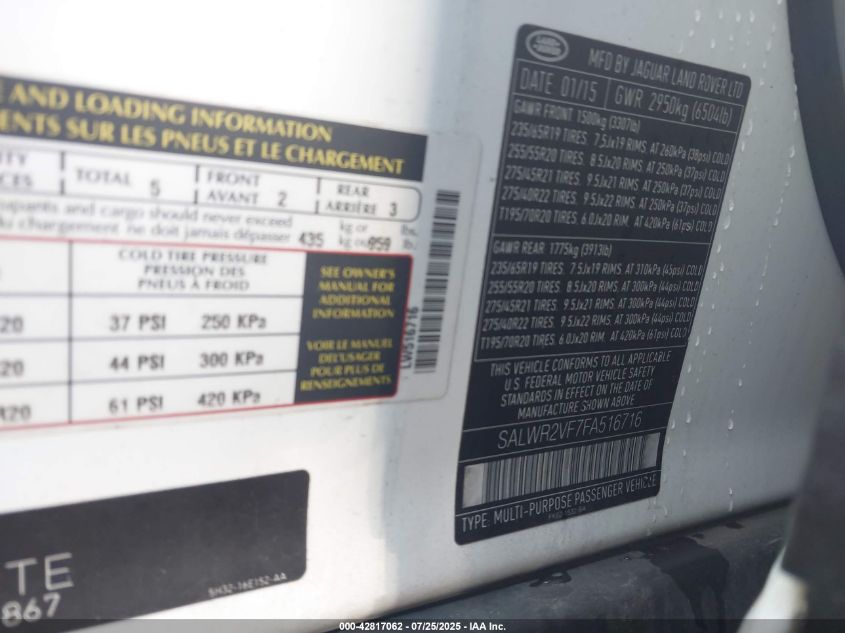 E AND LOADING INFORMATION
ENTS SUR LES PNEUS ET LE CHARGEMENT
TOTAL 5
FRONT
AVANT 2
REAR
ARRIÈRE 3
upants and cargo should never exceed
du chargement ne doit jamais dépasser 435 kg or
kg ou 959 lbs.
lb.
COLD TIRE PRESSURE
PRESSION DES
PNEUS À FROID
20 37 PSI 250 KPa
20 44 PSI 300 KPa
R20 61 PSI 420 KPa
SEE OWNER'S
MANUAL FOR
ADDITIONAL
INFORMATION
VOIR LE MANUEL
DE L'USAGER
POUR PLUS DE
RENSEIGNEMENTS
LW516716
TE
867
5H32-16E152-AA
LAND-
ROVER
MFD BY JAGUAR LAND ROVER LTD
DATE 01/15 GWR 2950kg (6504lb)
GAWR FRONT 1500kg (3307lb)
235/65R19 TIRES. 7.5Jx19 RIMS. AT 260kPa (38psi) COLD
255/55R20 TIRES. 8.5Jx20 RIMS. AT 250kPa (37psi) COLD
275/45R21 TIRES. 9.5Jx21 RIMS. AT 250kPa (37psi) COLD
275/40R22 TIRES. 9.5Jx22 RIMS. AT 250kPa (37psi) COLD
T195/70R20 TIRES. 6.0Jx20 RIM. AT 420kPa (61psi) COLD
GAWR REAR 1775kg (3913lb)
235/65R19 TIRES. 7.5Jx19 RIMS. AT 310kPa (45psi) COLD
255/55R20 TIRES. 8.5Jx20 RIMS. AT 300kPa (44psi) COLD
275/45R21 TIRES. 9.5Jx21 RIMS. AT 300kPa (44psi) COLD
275/40R22 TIRES. 9.5Jx22 RIMS. AT 300kPa (44psi) COLD
T195/70R20 TIRES. 6.0Jx20 RIM. AT 420kPa (61psi) COLD
THIS VEHICLE CONFORMS TO ALL APPLICABLE
U.S. FEDERAL MOTOR VEHICLE SAFETY
STANDARDS IN EFFECT ON THE DATE OF
MANUFACTURE SHOWN ABOVE.
SALWR2VF7FA516716
TYPE: MULTI-PURPOSE PASSENGER VEHICLE
000-42817062 - 07/25/2025 - IAA Inc.